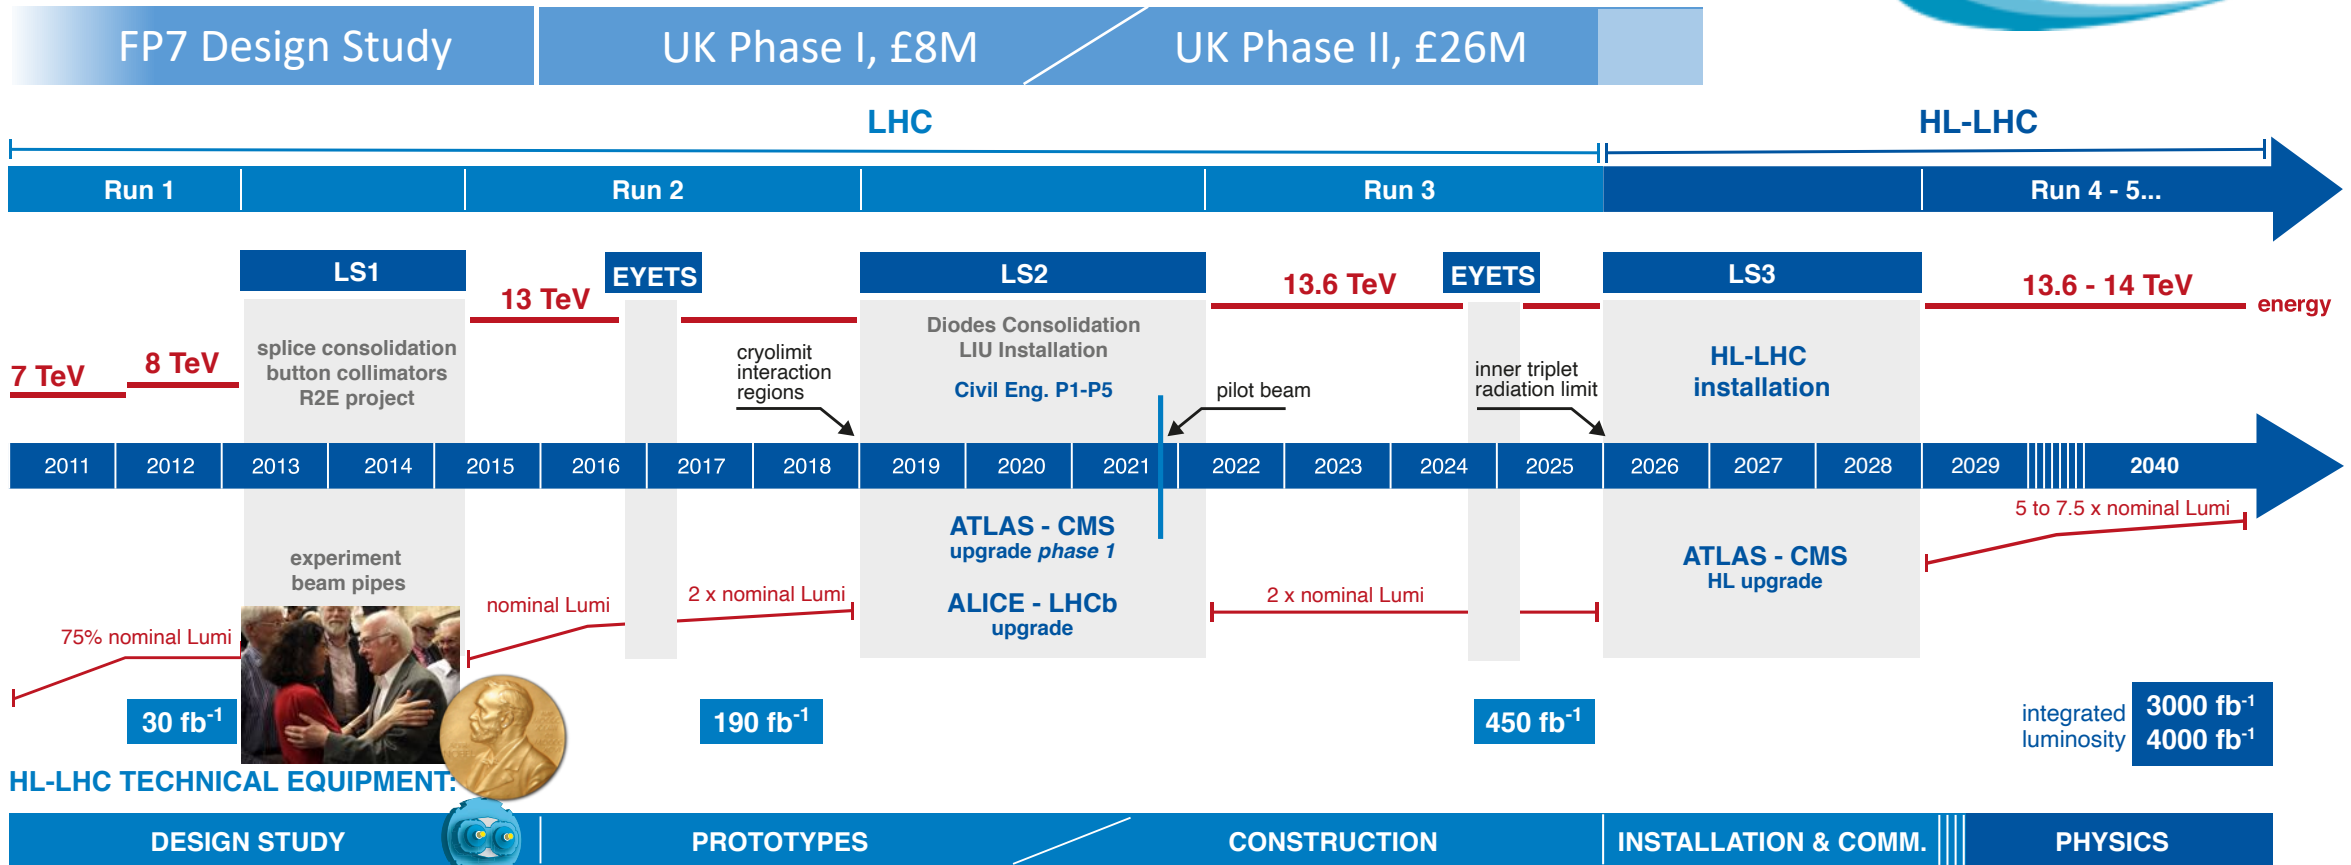 FP7 Design Study
UK Phase I, £8M
UK Phase II, £26M
LHC
HL-LHC
Run 1
Run 2
Run 3
Run 4 - 5...
LS1
EYETS
LS2
EYETS
LS3
13 TeV
13.6 TeV
13.6 - 14 TeV
energy
7 TeV
8 TeV
splice consolidation
button collimators
R2E project
cryolimit
interaction
regions
Diodes Consolidation
LIU Installation
Civil Eng. P1-P5
pilot beam
inner triplet
radiation limit
HL-LHC
installation
2011
2012
2013
2014
2015
2016
2017
2018
2019
2020
2021
2022
2023
2024
2025
2026
2027
2028
2029
2040
experiment
beam pipes
75% nominal Lumi
nominal Lumi
2 x nominal Lumi
ATLAS - CMS
upgrade phase 1
ALICE - LHCb
upgrade
2 x nominal Lumi
ATLAS - CMS
HL upgrade
5 to 7.5 x nominal Lumi
30 fb⁻¹
190 fb⁻¹
450 fb⁻¹
integrated
luminosity
3000 fb⁻¹
4000 fb⁻¹
HL-LHC TECHNICAL EQUIPMENT:
DESIGN STUDY
PROTOTYPES
CONSTRUCTION
INSTALLATION & COMM.
PHYSICS